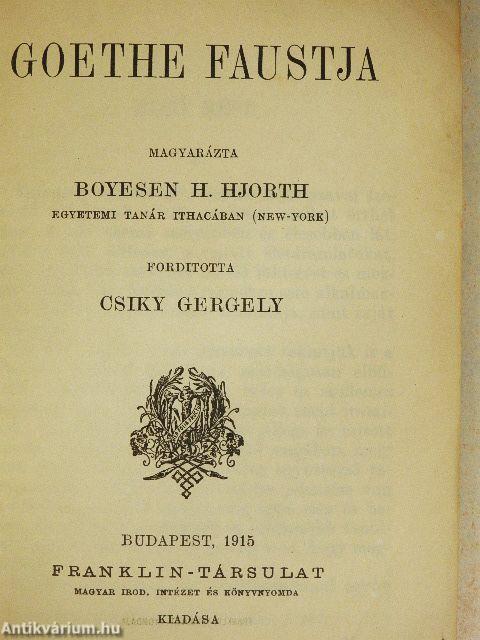 GOETHE FAUSTJA
MAGYARÁZTA
BOYESEN H. HJORTH
EGYETEMI TANÁR ITHACÁBAN (NEW-YORK)
FORDITOTTA
CSIKY GERGELY
BUDAPEST, 1915
FRANKLIN-TÁRSULAT
MAGYAR IROD. INTÉZET ÉS KÖNYVNYOMDA
KIADÁSA
Antikvárium.hu